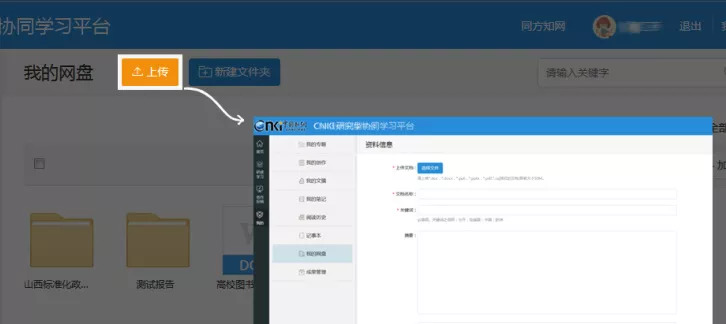 协同学习平台
同方知网
退出
我的网盘
上传
新建文件夹
请输入关键字
全部
山西标准化政...
测试报告
高校图书
CNKI 研究型协同学习平台
我的专题
我的创作
我的文摘
我的笔记
阅读历史
记事本
我的网盘
成果管理
资料信息
* 上传文档：
选择文件
* 文档名称：
* 关键词：
摘要：